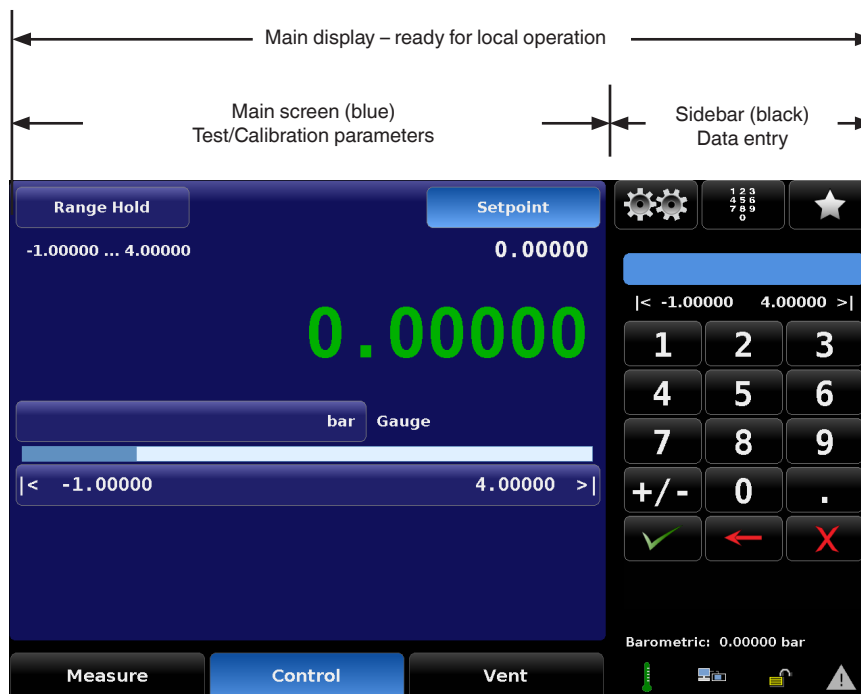 Main display – ready for local operation
Main screen (blue)
Test/Calibration parameters
Sidebar (black)
Data entry
Range Hold
Setpoint
-1.00000 ... 4.00000
0.00000
0.00000
bar
Gauge
|< -1.00000
4.00000 >|
1 2 3
4 5 6
7 8 9
0
|< -1.00000 4.00000 >|
1 2 3
4 5 6
7 8 9
+/- 0 .
X
Barometric: 0.00000 bar
Measure
Control
Vent